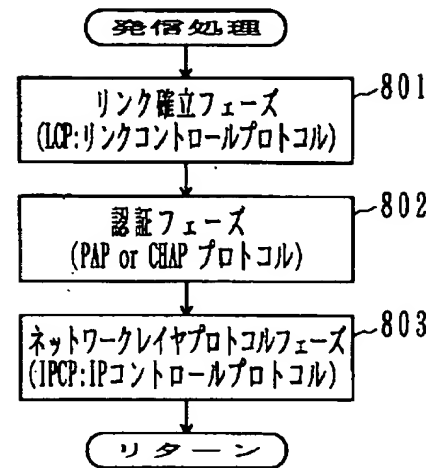 発信処理
リンク確立フェーズ
(LCP:リンクコントロールプロトコル)
801
認証フェーズ
(PAP or CHAP プロトコル)
802
ネットワークレイヤプロトコルフェーズ
(IPCP:IPコントロールプロトコル)
803
リターン